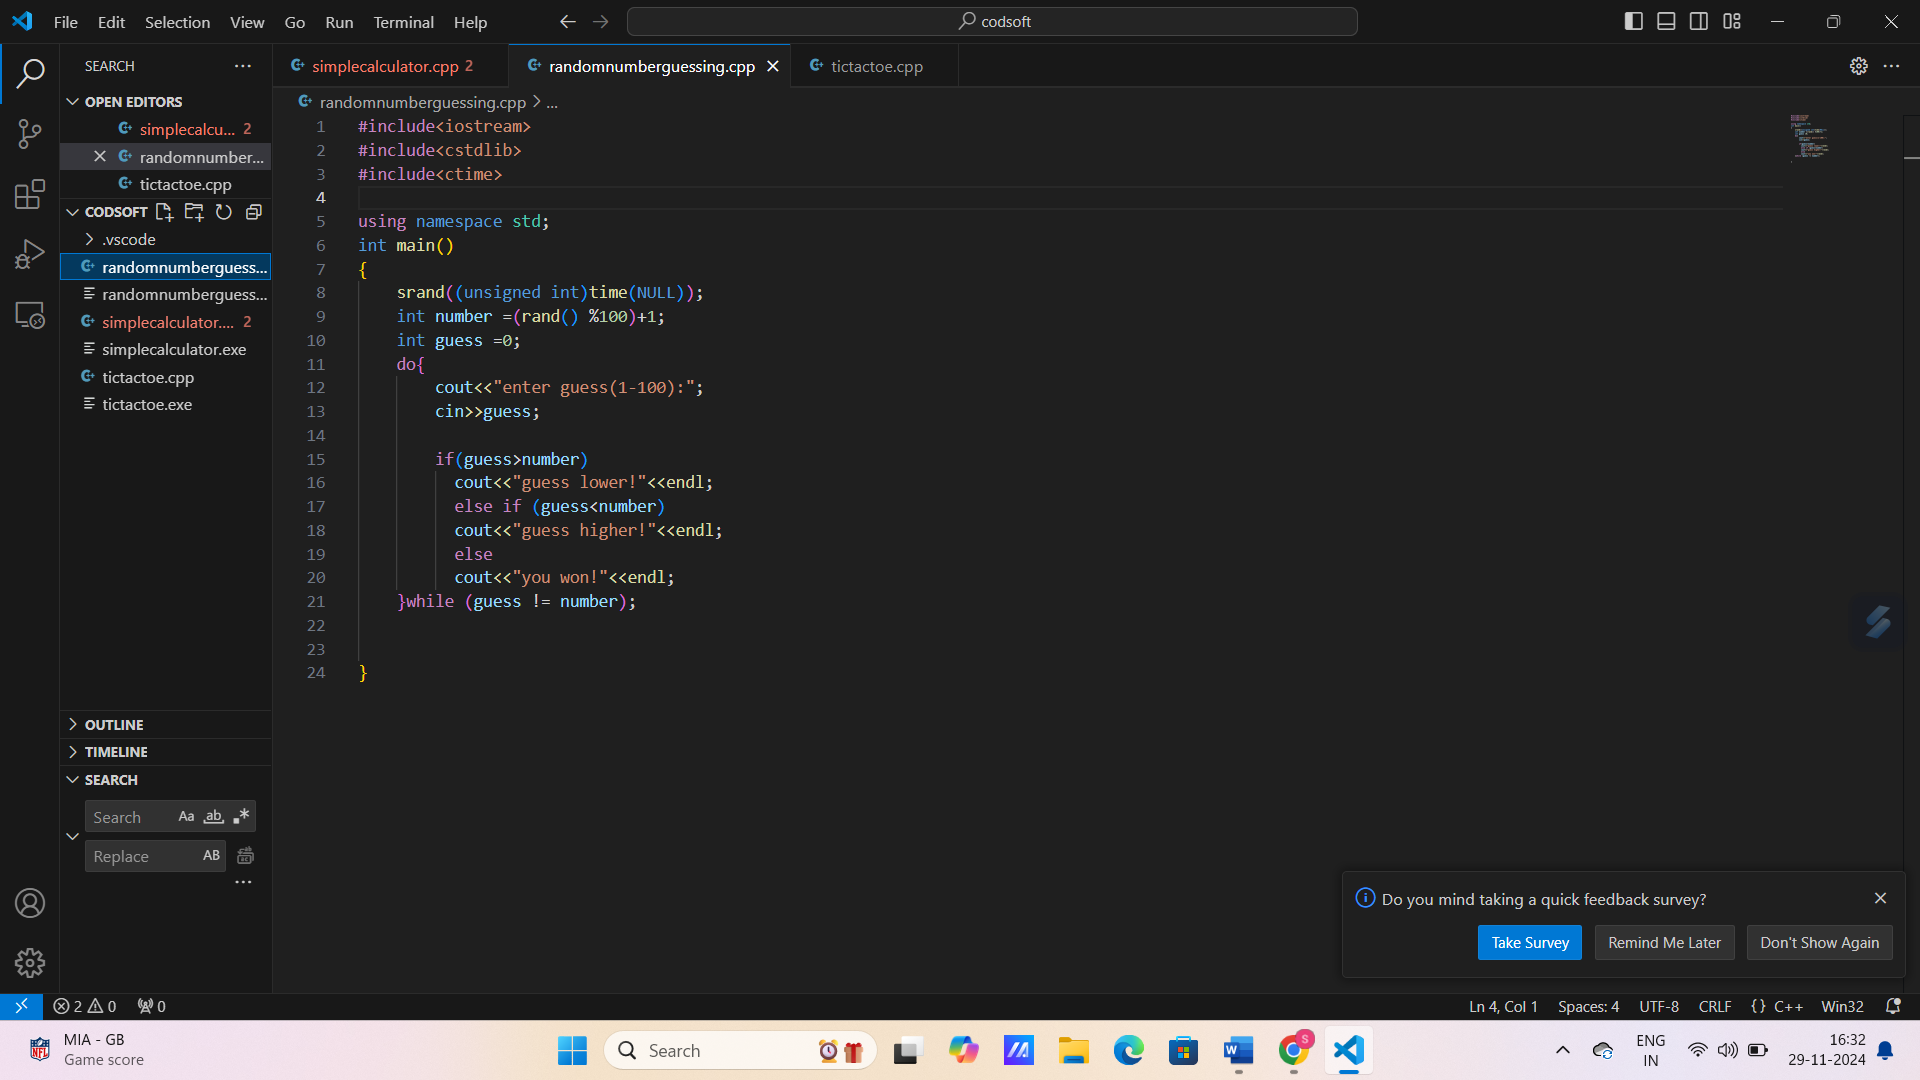 File Edit Selection View Go Run Terminal Help
codsoft
SEARCH
simplecalculator.cpp 2
randomnumberguessing.cpp
tictactoe.cpp
OPEN EDITORS
simplecalcu... 2
randomnumber...
tictactoe.cpp
CODSOFT
.vscode
randomnumberguess...
randomnumberguess...
simplecalculator.... 2
simplecalculator.exe
tictactoe.cpp
tictactoe.exe
OUTLINE
TIMELINE
SEARCH
Search Aa ab
Replace AB
randomnumberguessing.cpp > ...
1 #include<iostream>
2 #include<cstdlib>
3 #include<ctime>
4
5 using namespace std;
6 int main()
7 {
8 srand((unsigned int)time(NULL));
9 int number =(rand() %100)+1;
10 int guess =0;
11 do{
12 cout<<"enter guess(1-100):";
13 cin>>guess;
14
15 if(guess>number)
16 cout<<"guess lower!"<<endl;
17 else if (guess<number)
18 cout<<"guess higher!"<<endl;
19 else
20 cout<<"you won!"<<endl;
21 }while (guess != number);
22
23
24 }
Do you mind taking a quick feedback survey?
Take Survey Remind Me Later Don't Show Again
2 0 0
Ln 4, Col 1 Spaces: 4 UTF-8 CRLF {} C++ Win32
MIA - GB
Game score
Search
S
ENG
IN
16:32
29-11-2024